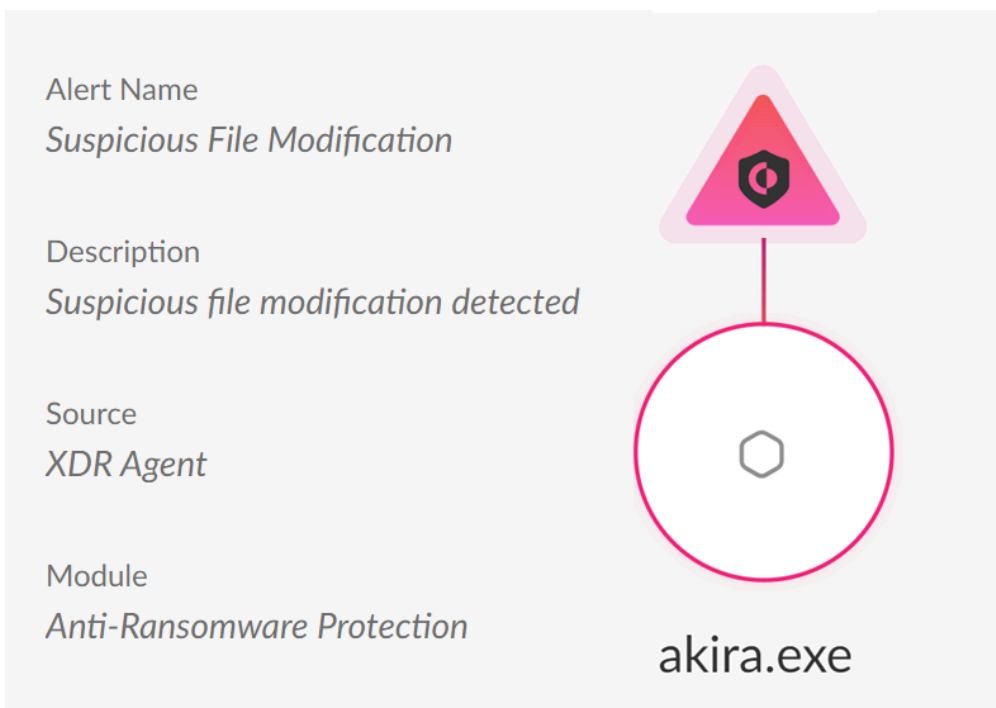 Alert Name
Suspicious File Modification
Description
Suspicious file modification detected
Source
XDR Agent
Module
Anti-Ransomware Protection
akira.exe